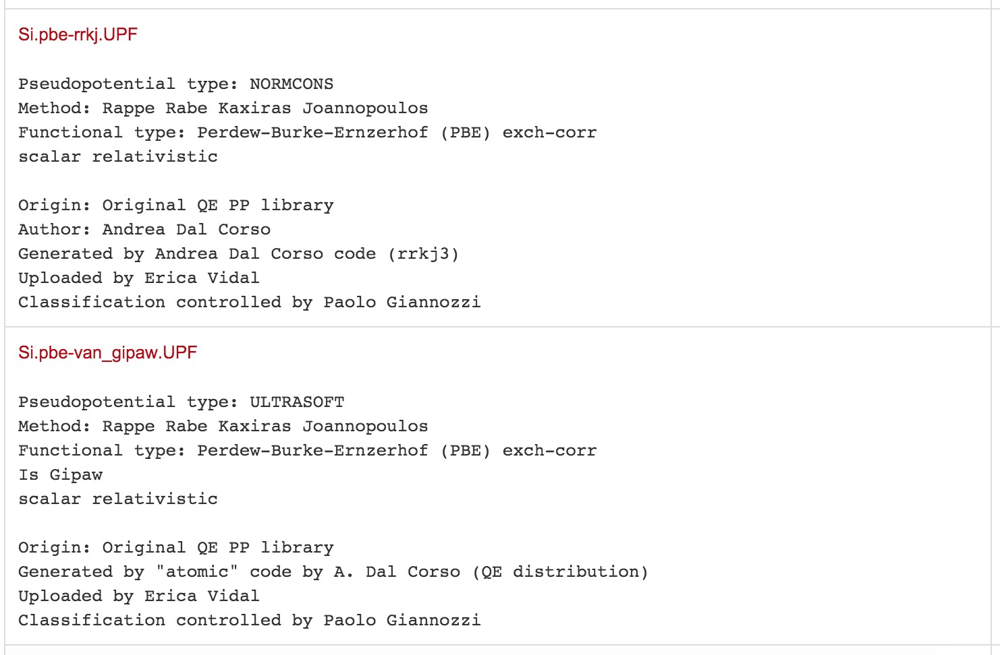 Si.pbe-rrkj.UPF
Pseudopotential type: NORMCONS
Method: Rappe Rabe Kaxiras Joannopoulos
Functional type: Perdew-Burke-Ernzerhof (PBE) exch-corr
scalar relativistic
Origin: Original QE PP library
Author: Andrea Dal Corso
Generated by Andrea Dal Corso code (rrkj3)
Uploaded by Erica Vidal
Classification controlled by Paolo Giannozzi
Si.pbe-van_gipaw.UPF
Pseudopotential type: ULTRASOFT
Method: Rappe Rabe Kaxiras Joannopoulos
Functional type: Perdew-Burke-Ernzerhof (PBE) exch-corr
Is Gipaw
scalar relativistic
Origin: Original QE PP library
Generated by "atomic" code by A. Dal Corso (QE distribution)
Uploaded by Erica Vidal
Classification controlled by Paolo Giannozzi